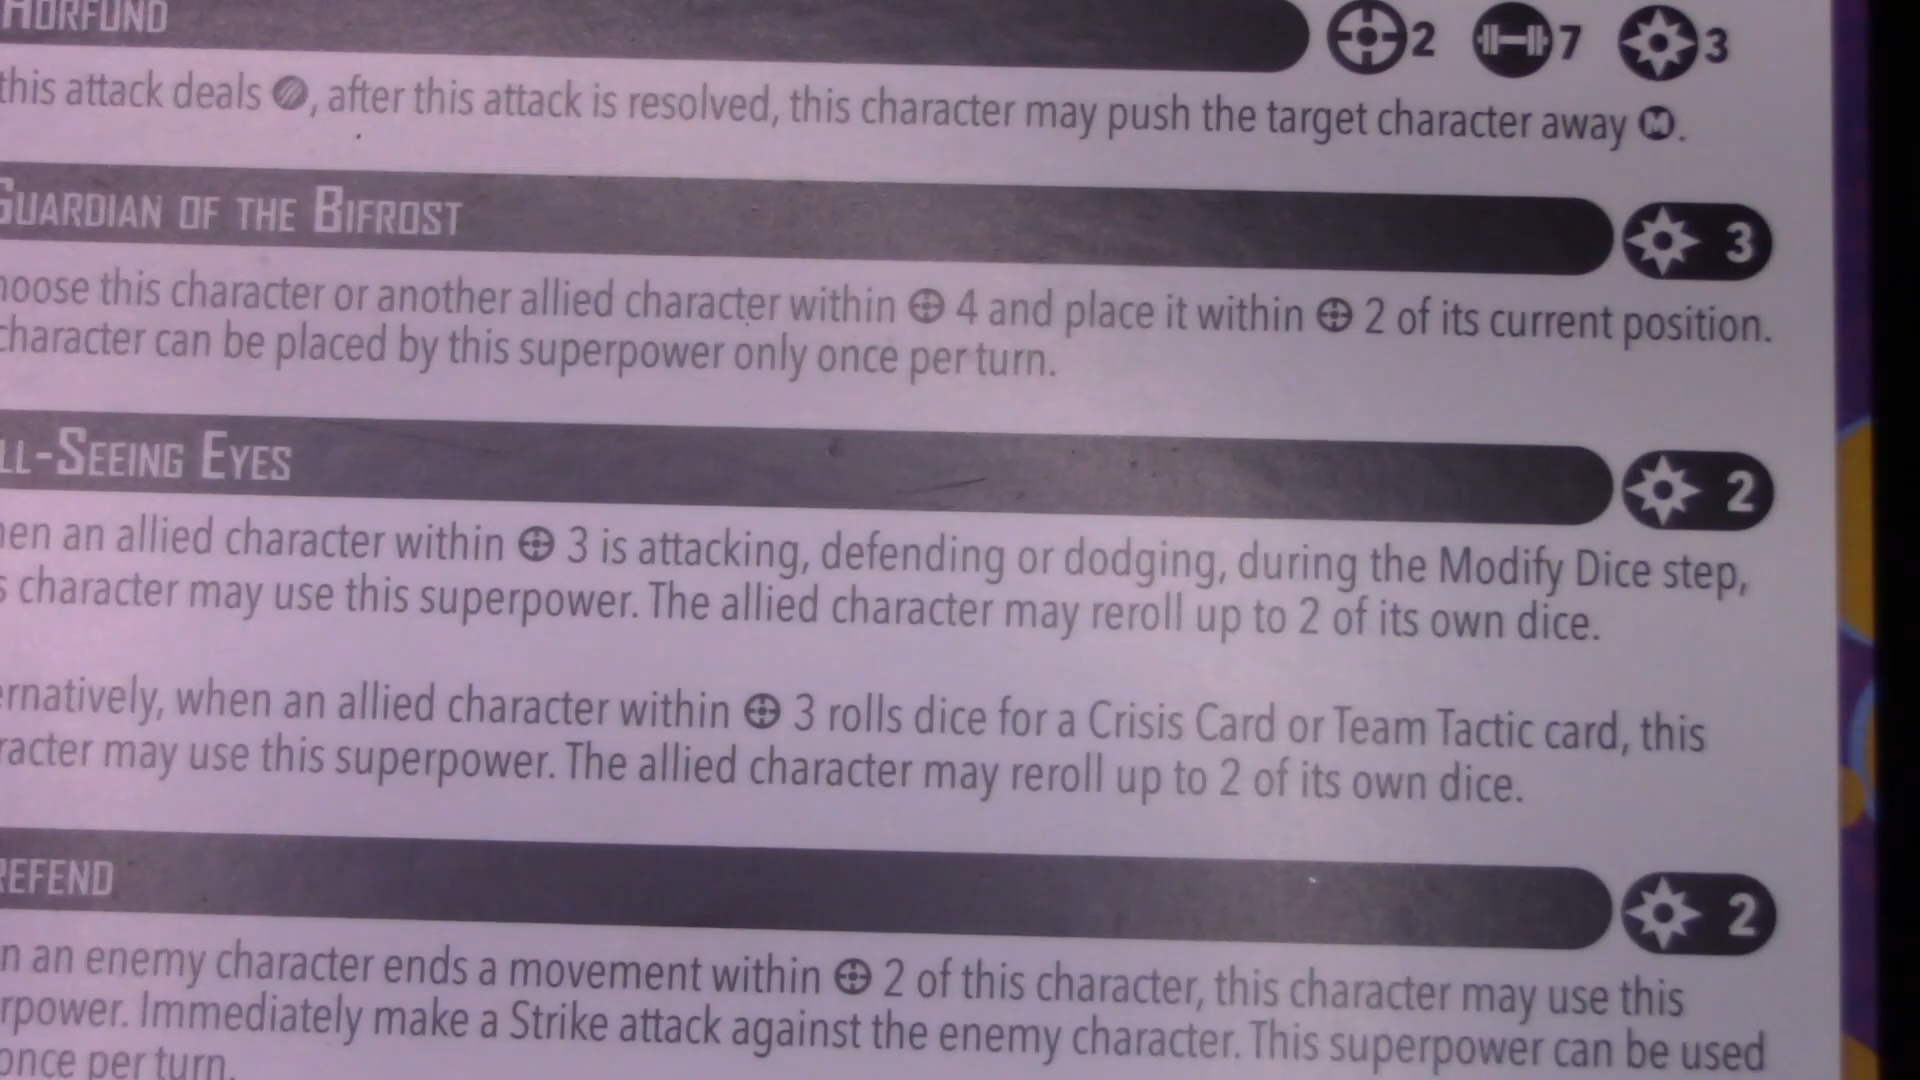 HORFUND 2 7 3
this attack deals , after this attack is resolved, this character may push the target character away M.
GUARDIAN OF THE BIFROST 3
hoose this character or another allied character within 4 and place it within 2 of its current position.
character can be placed by this superpower only once per turn.
LL-SEEING EYES 2
hen an allied character within 3 is attacking, defending or dodging, during the Modify Dice step,
s character may use this superpower. The allied character may reroll up to 2 of its own dice.
ernatively, when an allied character within 3 rolls dice for a Crisis Card or Team Tactic card, this
racter may use this superpower. The allied character may reroll up to 2 of its own dice.
REFEND 2
n an enemy character ends a movement within 2 of this character, this character may use this
rpower. Immediately make a Strike attack against the enemy character. This superpower can be used
once per turn.